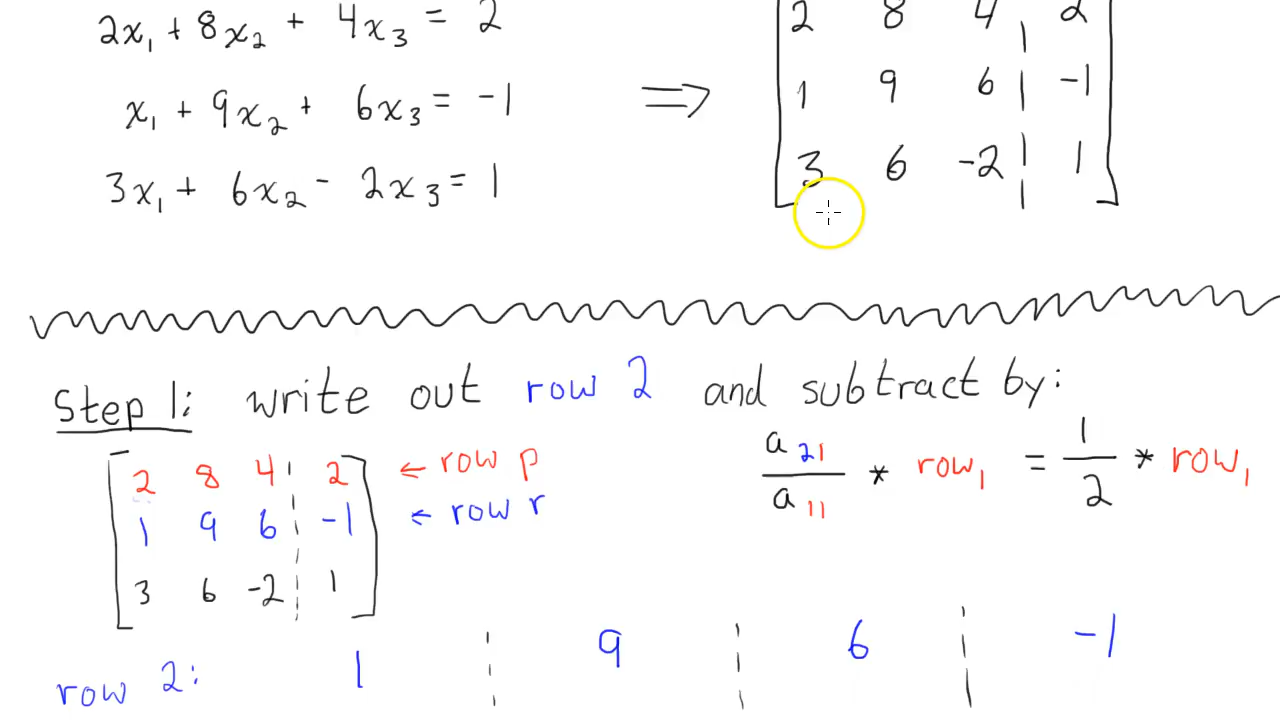 2x₁ + 8x₂ + 4x₃ = 2
x₁ + 9x₂ + 6x₃ = -1
3x₁ + 6x₂ - 2x₃ = 1
⇒
2 8 4 | 2
1 9 6 | -1
3 6 -2 | 1
Step 1: write out row 2 and subtract by:
2 8 4 | 2 ← row p
1 9 6 | -1 ← row r
3 6 -2 | 1
a₂₁/a₁₁ * row₁ = 1/2 * row₁
row 2: 1 | 9 | 6 | -1